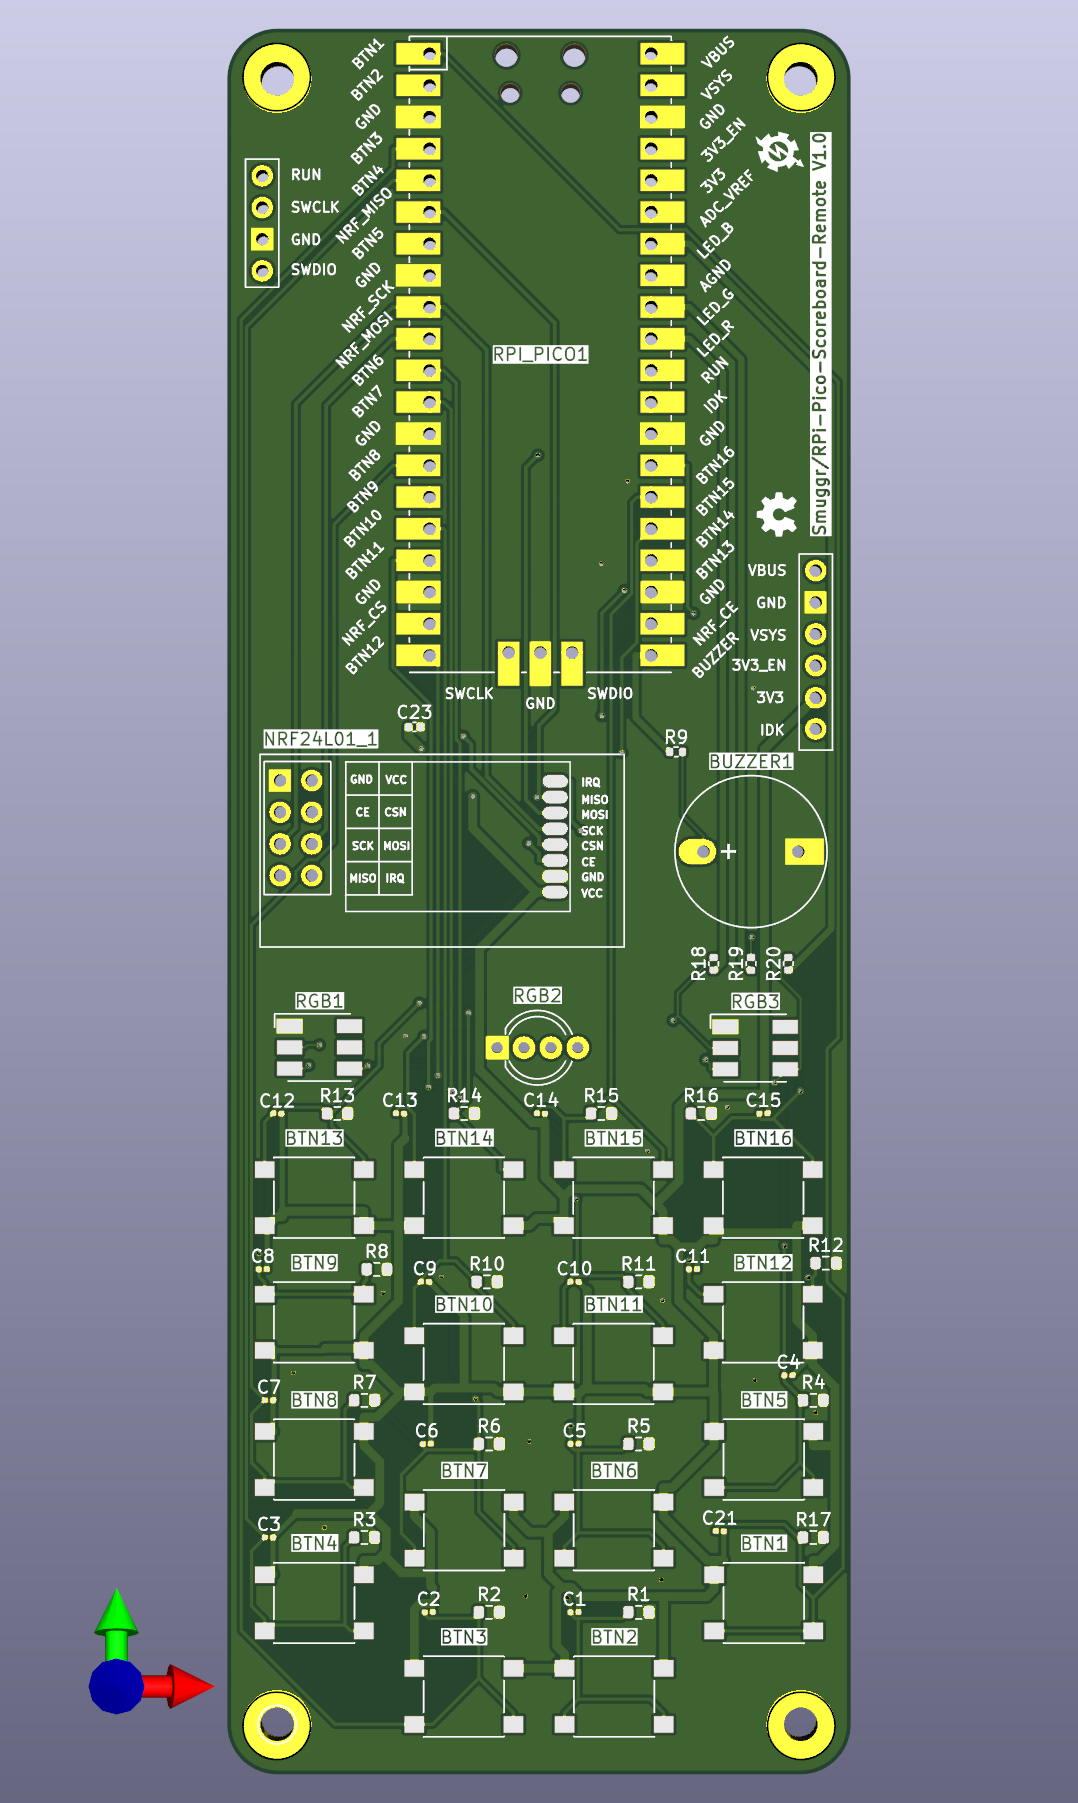 BTN1
BTN2
GND
BTN3
BTN4
NRF_MISO
BTN5
GND
NRF_SCK
NRF_MOSI
BTN6
BTN7
GND
BTN8
BTN9
BTN10
BTN11
GND
NRF_CS
BTN12
VBUS
VSYS
GND
3V3_EN
3V3
ADC_VREF
LED_B
AGND
LED_G
LED_R
RUN
IDK
GND
BTN16
BTN15
BTN14
BTN13
GND
NRF_CE
BUZZER
RUN
SWCLK
GND
SWDIO
RPI_PICO1
Smuggr/RPi-Pico-Scoreboard-Remote V1.0
VBUS
GND
VSYS
3V3_EN
3V3
IDK
SWCLK
GND
SWDIO
C23
NRF24L01_1
R9
BUZZER1
GND VCC
CE CSN
SCK MOSI
MISO IRQ
IRQ
MISO
MOSI
SCK
CSN
CE
GND
VCC
+
R18
R19
R20
RGB1
RGB2
RGB3
C12
R13
C13
R14
C14
R15
R16
C15
BTN13
BTN14
BTN15
BTN16
C8
BTN9
R8
C9
R10
C10
R11
C11
BTN12
R12
BTN10
BTN11
C4
C7
BTN8
R7
BTN5
R4
C6
R6
C5
R5
BTN7
BTN6
C3
BTN4
R3
C21
BTN1
R17
C2
R2
C1
R1
BTN3
BTN2